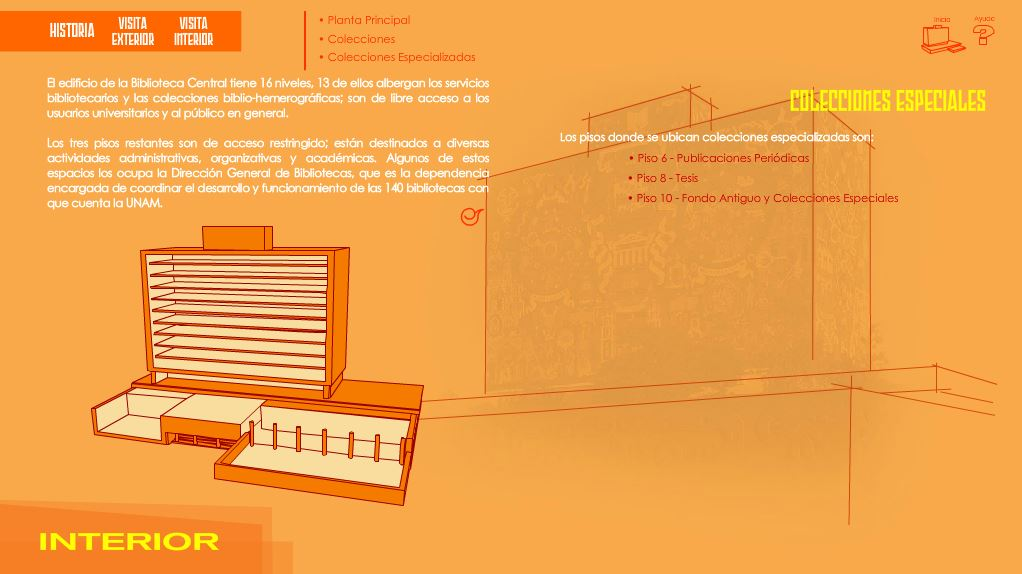 HISTORIA
VISITA
EXTERIOR
VISITA
INTERIOR
• Planta Principal
• Colecciones
• Colecciones Especializadas
Inicio
Ayuda
?
El edificio de la Biblioteca Central tiene 16 niveles, 13 de ellos albergan los servicios
bibliotecarios y las colecciones biblio-hemerográficas; son de libre acceso a los
usuarios universitarios y al público en general.
Los tres pisos restantes son de acceso restringido; están destinados a diversas
actividades administrativas, organizativas y académicas. Algunos de estos
espacios los ocupa la Dirección General de Bibliotecas, que es la dependencia
encargada de coordinar el desarrollo y funcionamiento de las 140 bibliotecas con
que cuenta la UNAM.
COLECCIONES ESPECIALES
Los pisos donde se ubican colecciones especializadas son:
• Piso 6 - Publicaciones Periódicas
• Piso 8 - Tesis
• Piso 10 - Fondo Antiguo y Colecciones Especiales
INTERIOR